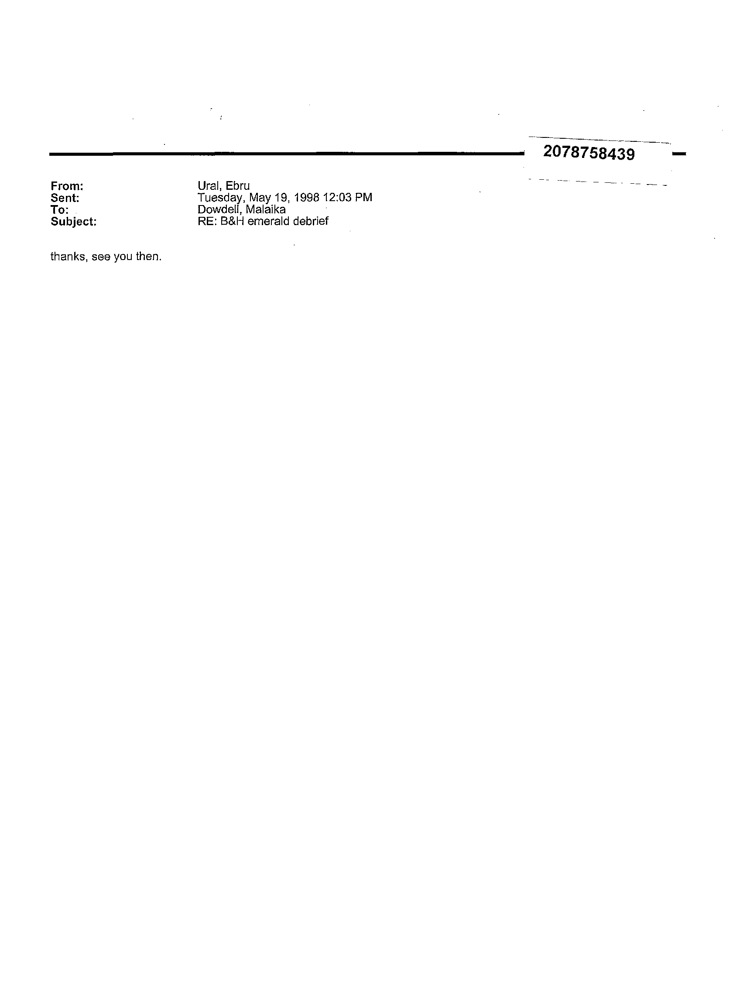 2078758439
From: Ural, Ebru
Sent: Tuesday, May 19, 1998 12:03 PM
To: Dowdell, Malaika
Subject: RE: B&H emerald debrief
thanks, see you then.